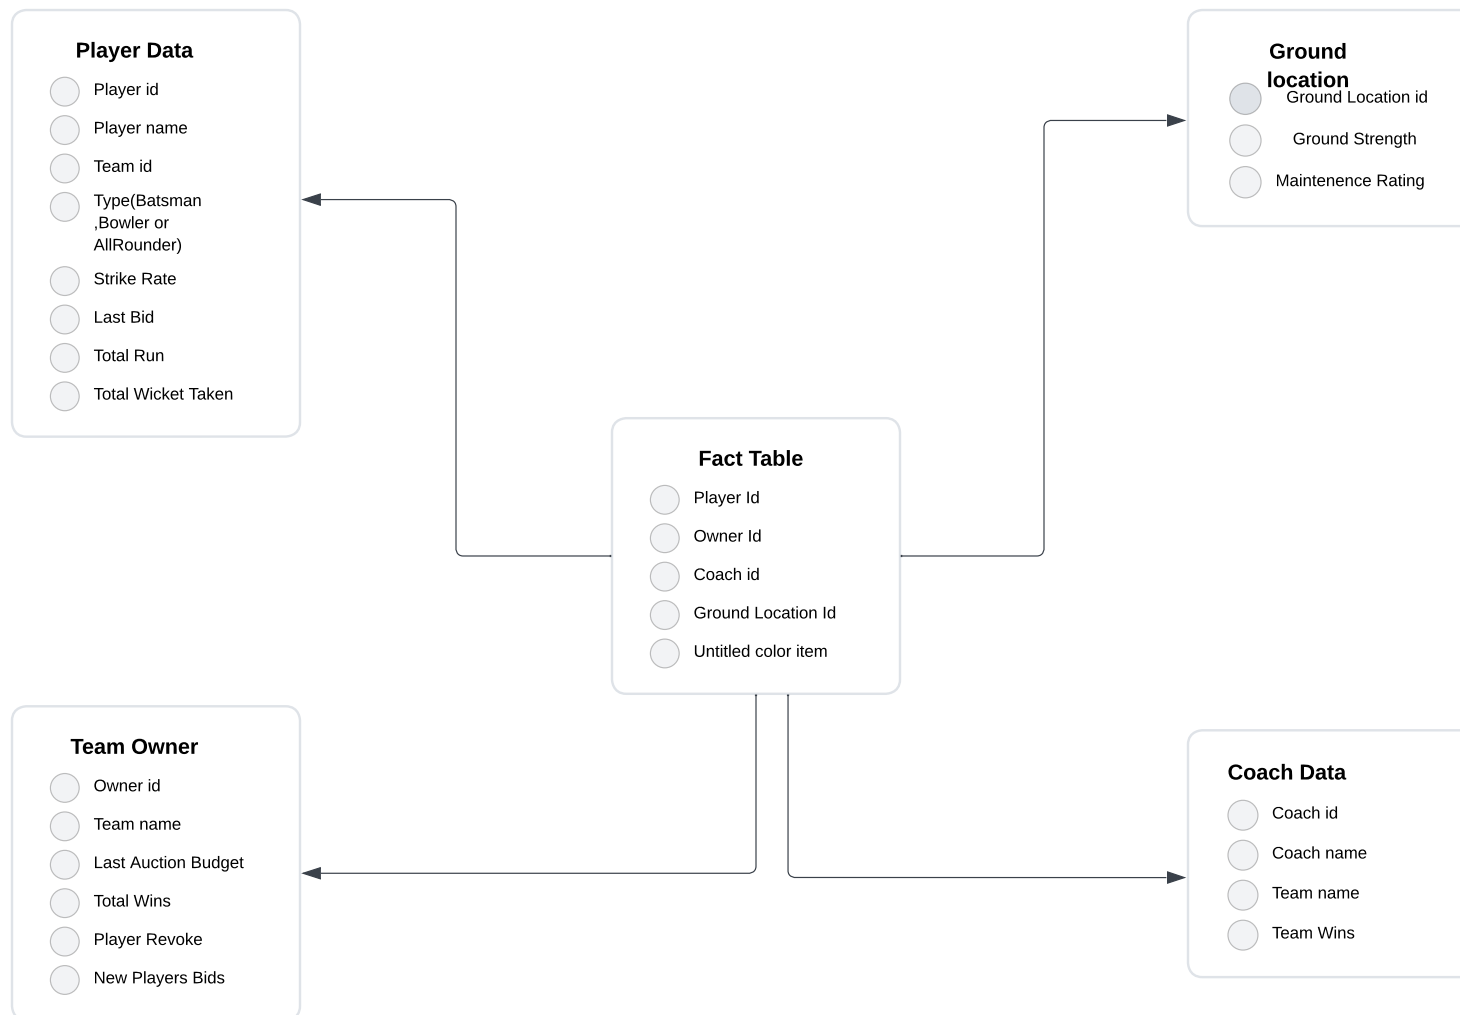 Player Data
Player id
Player name
Team id
Type(Batsman
,Bowler or
AllRounder)
Strike Rate
Last Bid
Total Run
Total Wicket Taken
Ground
location
Ground Location id
Ground Strength
Maintenence Rating
Fact Table
Player Id
Owner Id
Coach id
Ground Location Id
Untitled color item
Team Owner
Owner id
Team name
Last Auction Budget
Total Wins
Player Revoke
New Players Bids
Coach Data
Coach id
Coach name
Team name
Team Wins